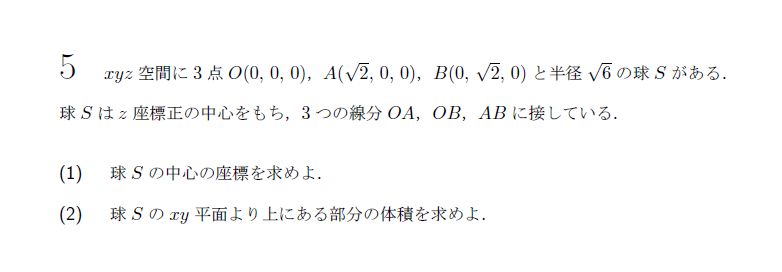 5 xyz 空間に 3 点 O(0, 0, 0), A(√2, 0, 0), B(0, √2, 0) と半径 √6 の球 S がある.
球 S は z 座標正の中心をもち, 3 つの線分 OA, OB, AB に接している.
(1) 球 S の中心の座標を求めよ.
(2) 球 S の xy 平面より上にある部分の体積を求めよ.